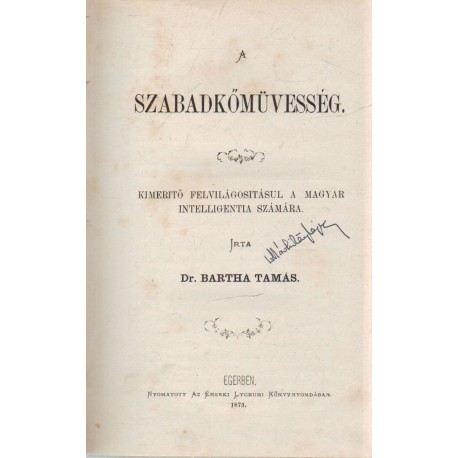 A
SZABADKŐMÜVESSÉG.
KIMERITŐ FELVILÁGOSITÁSUL A MAGYAR
INTELLIGENTIA SZÁMÁRA.
IRTA
Dr. BARTHA TAMÁS.
EGERBEN,
NYOMATOTT AZ ÉRSEKI LYCEUMI KÖNYVNYOMDÁBAN.
1873.